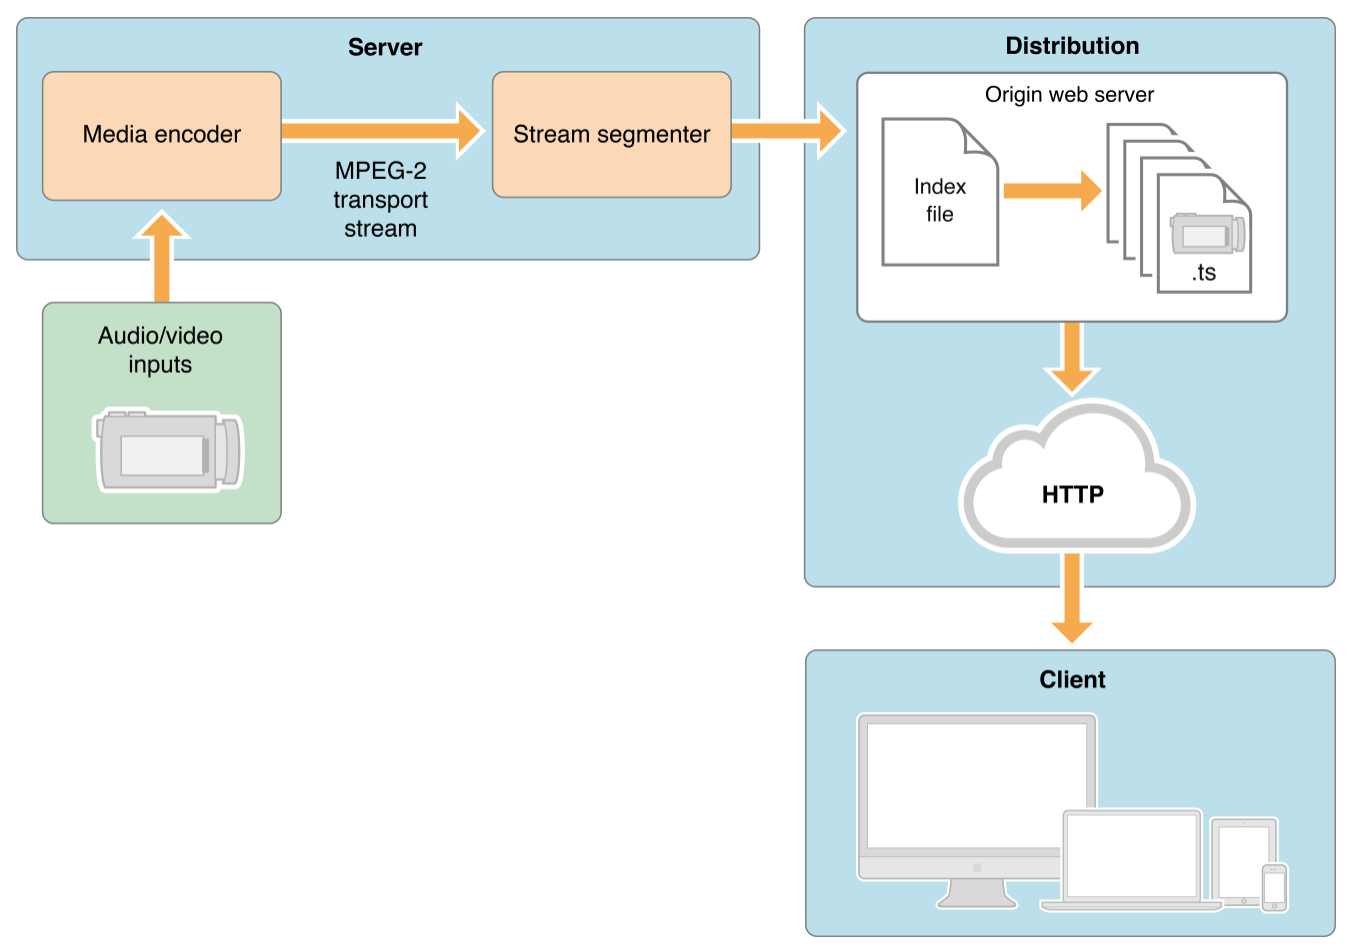 Server
Media encoder
MPEG-2
transport
stream
Stream segmenter
Audio/video
inputs
Distribution
Origin web server
Index
file
.ts
HTTP
Client